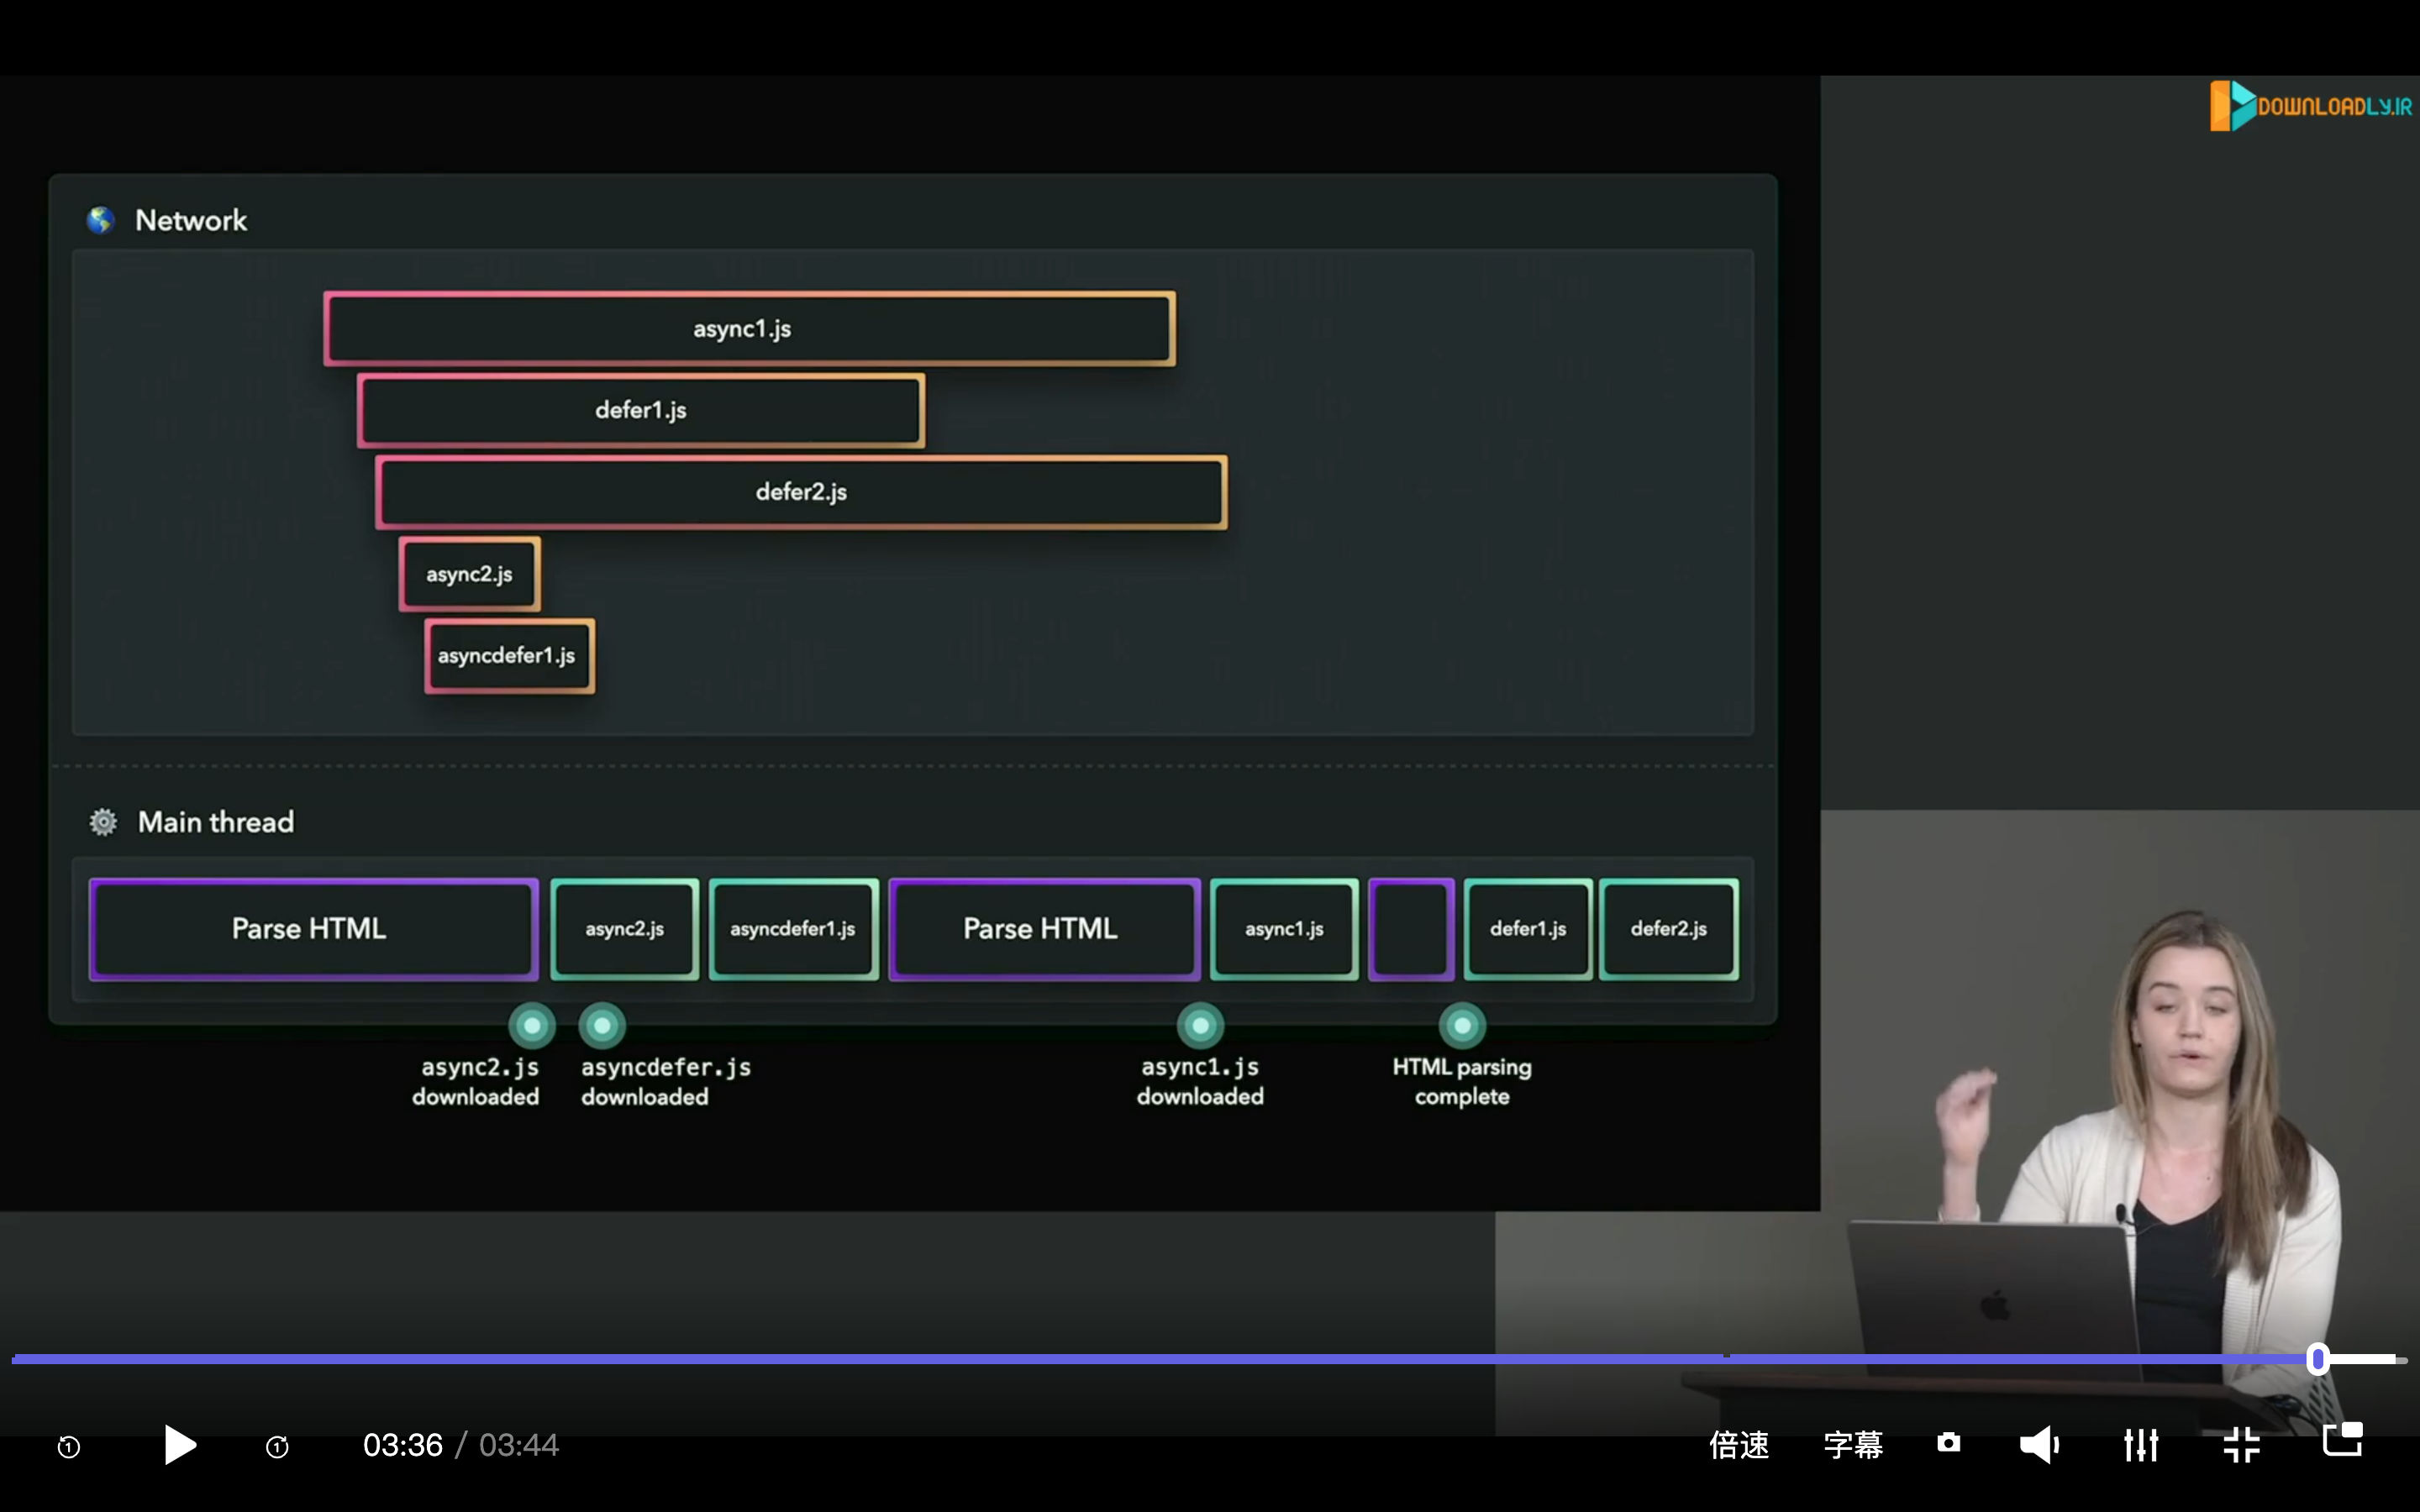 DOWNLOADLY.IR
Network
async1.js
defer1.js
defer2.js
async2.js
asyncdefer1.js
Main thread
Parse HTML
async2.js
asyncdefer1.js
Parse HTML
async1.js
defer1.js
defer2.js
async2.js
downloaded
asyncdefer.js
downloaded
async1.js
downloaded
HTML parsing
complete
1
1
03:36 / 03:44
倍速
字幕